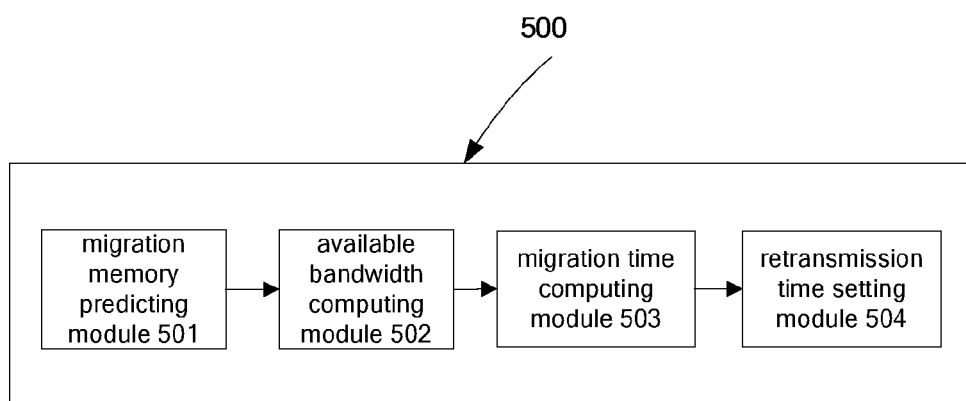 500
migration
memory
predicting
module 501
available
bandwidth
computing
module 502
migration time
computing
module 503
retransmission
time setting
module 504